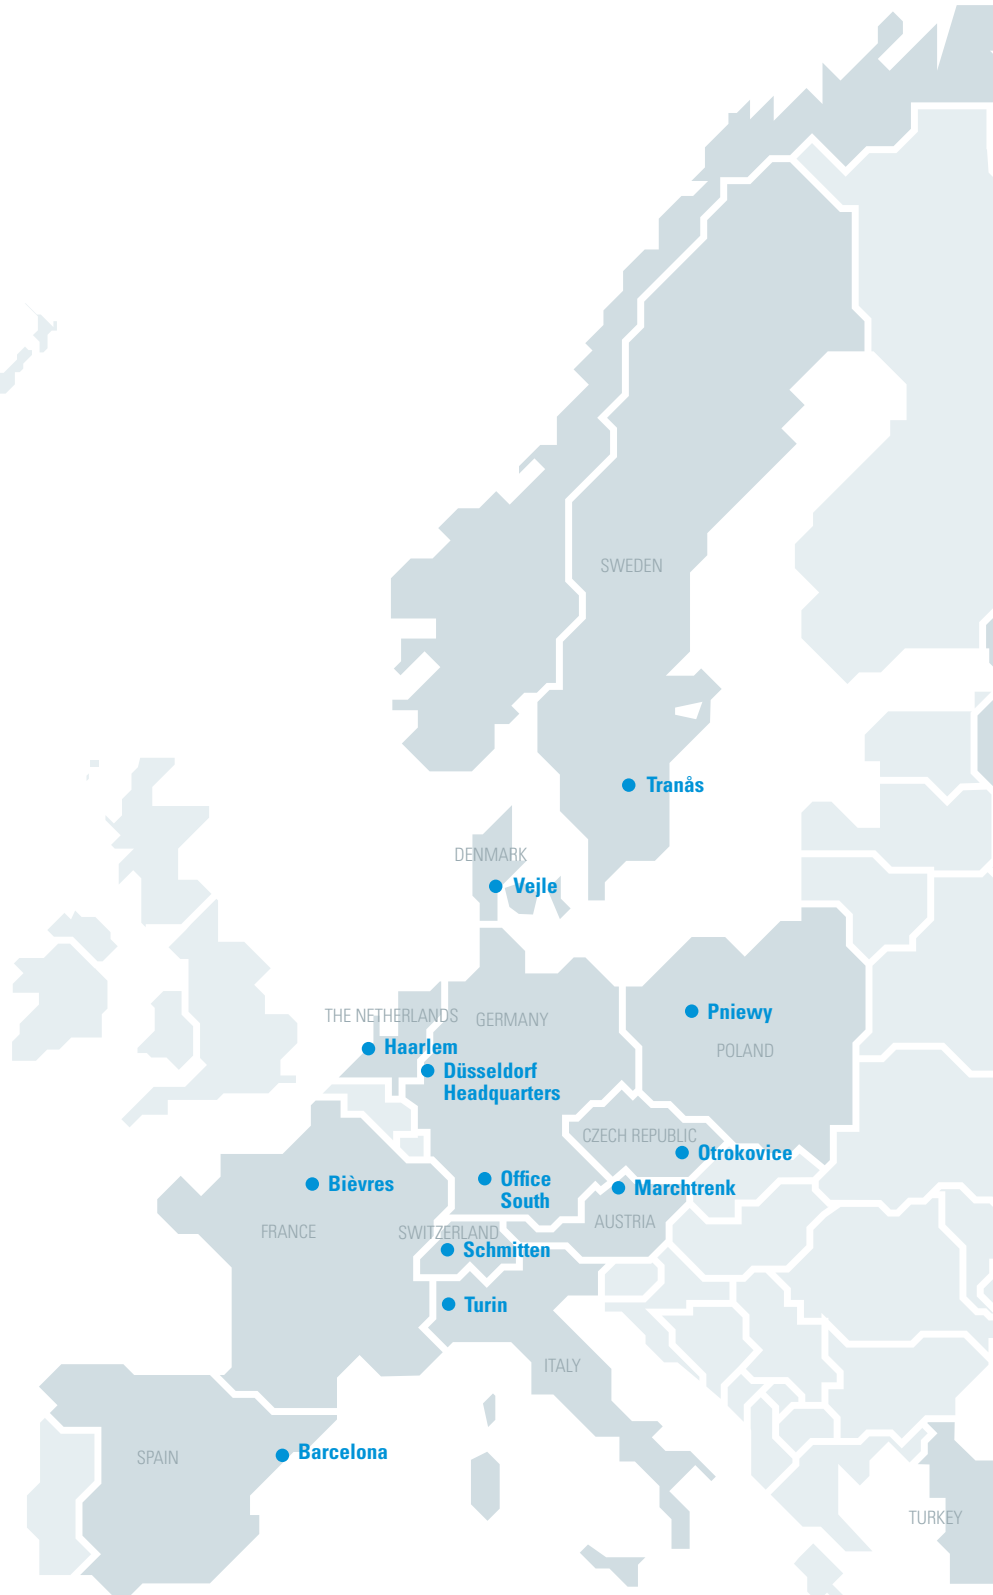 SWEDEN
Tranås
DENMARK
Vejle
THE NETHERLANDS
GERMANY
Pniewy
Haarlem
POLAND
Düsseldorf
Headquarters
CZECH REPUBLIC
Otrokovice
Bièvres
Office
South
Marchtrenk
FRANCE
SWITZERLAND
AUSTRIA
Schmitten
Turin
ITALY
SPAIN
Barcelona
TURKEY